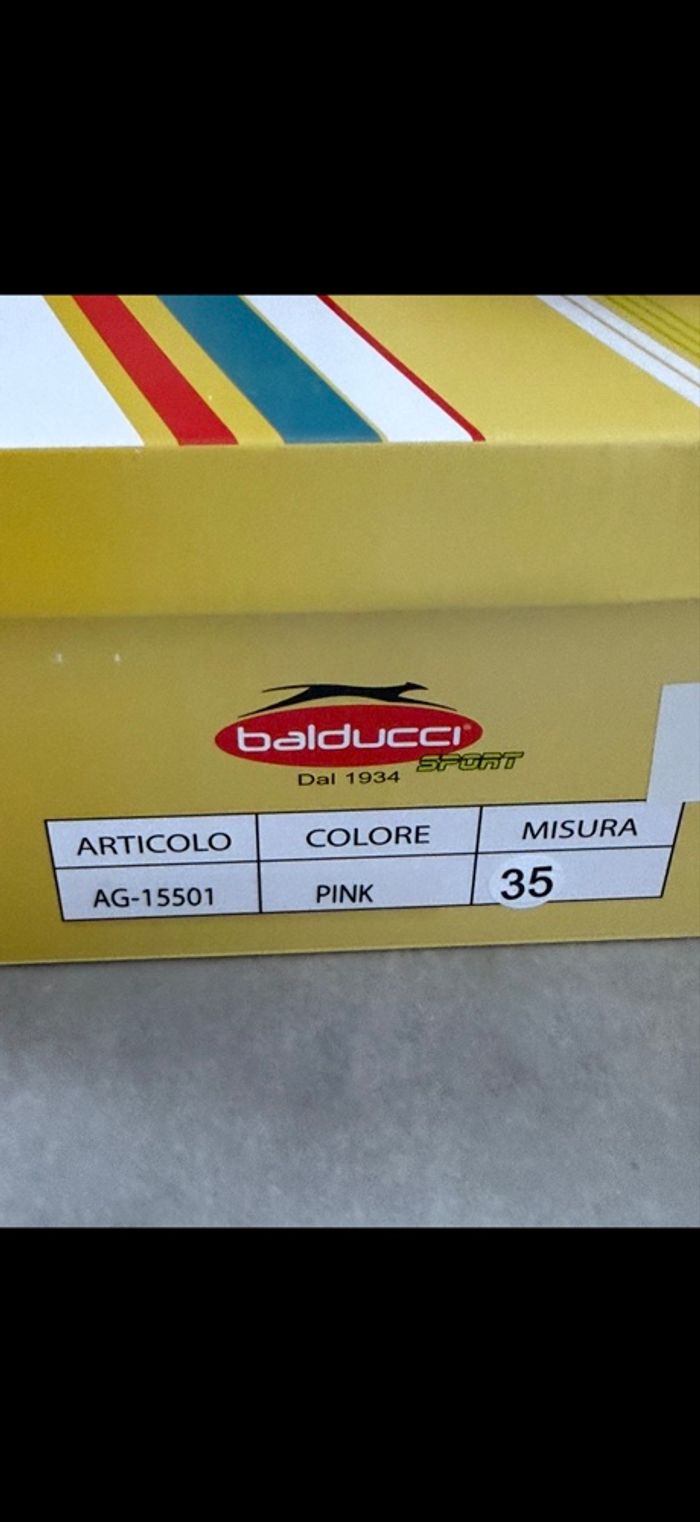 balducci®
SPORT
Dal 1934
ARTICOLO COLORE MISURA
AG-15501 PINK 35